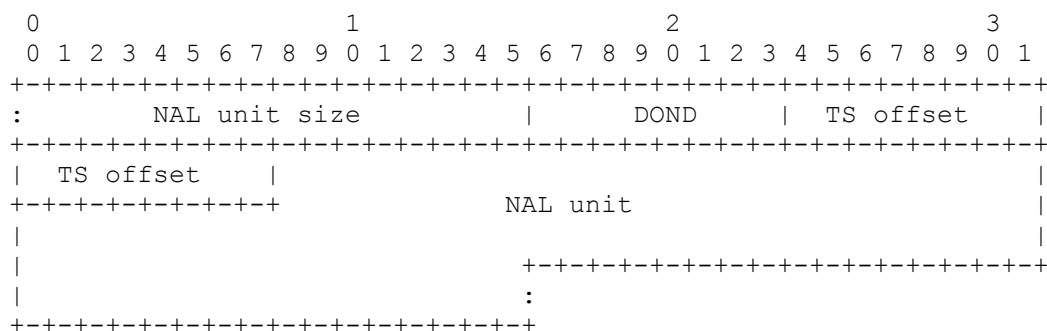 0                   1                   2                   3
 0 1 2 3 4 5 6 7 8 9 0 1 2 3 4 5 6 7 8 9 0 1 2 3 4 5 6 7 8 9 0 1
+-+-+-+-+-+-+-+-+-+-+-+-+-+-+-+-+-+-+-+-+-+-+-+-+-+-+-+-+-+-+-+-+
:        NAL unit size          |      DOND     |  TS offset    |
+-+-+-+-+-+-+-+-+-+-+-+-+-+-+-+-+-+-+-+-+-+-+-+-+-+-+-+-+-+-+-+-+
|  TS offset    |                                               |
+-+-+-+-+-+-+-+-+              NAL unit                         |
|                                                               |
|                               +-+-+-+-+-+-+-+-+-+-+-+-+-+-+-+-+
|                               :
+-+-+-+-+-+-+-+-+-+-+-+-+-+-+-+-+